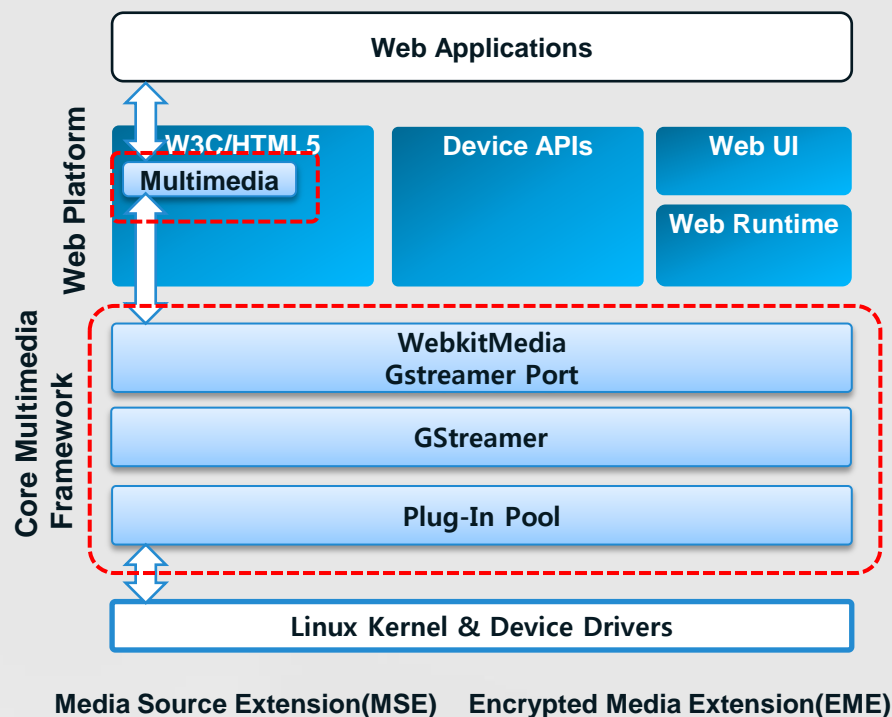 Web Applications
Web Platform
W3C/HTML5
Multimedia
Device APIs
Web UI
Web Runtime
Core Multimedia
Framework
WebkitMedia
Gstreamer Port
GStreamer
Plug-In Pool
Linux Kernel & Device Drivers
Media Source Extension(MSE) Encrypted Media Extension(EME)